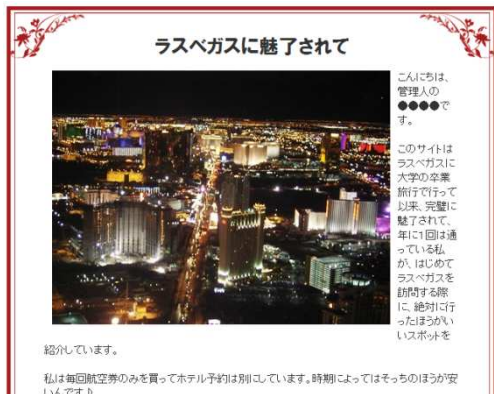 ラスベガスに魅了されて
こんにちは、
管理人の
●●●●で
す。
このサイトは
ラスベガスに
大学の卒業
旅行で行って
以来、完璧に
魅了されて、
年に1回は通
っている私
が、はじめて
ラスベガスを
訪問する際
に、絶対に行
ったほうがい
いスポットを
紹介しています。
私は毎回航空券のみを買ってホテル予約は別にしています。時期によってはそっちのほうが安
いんです♪